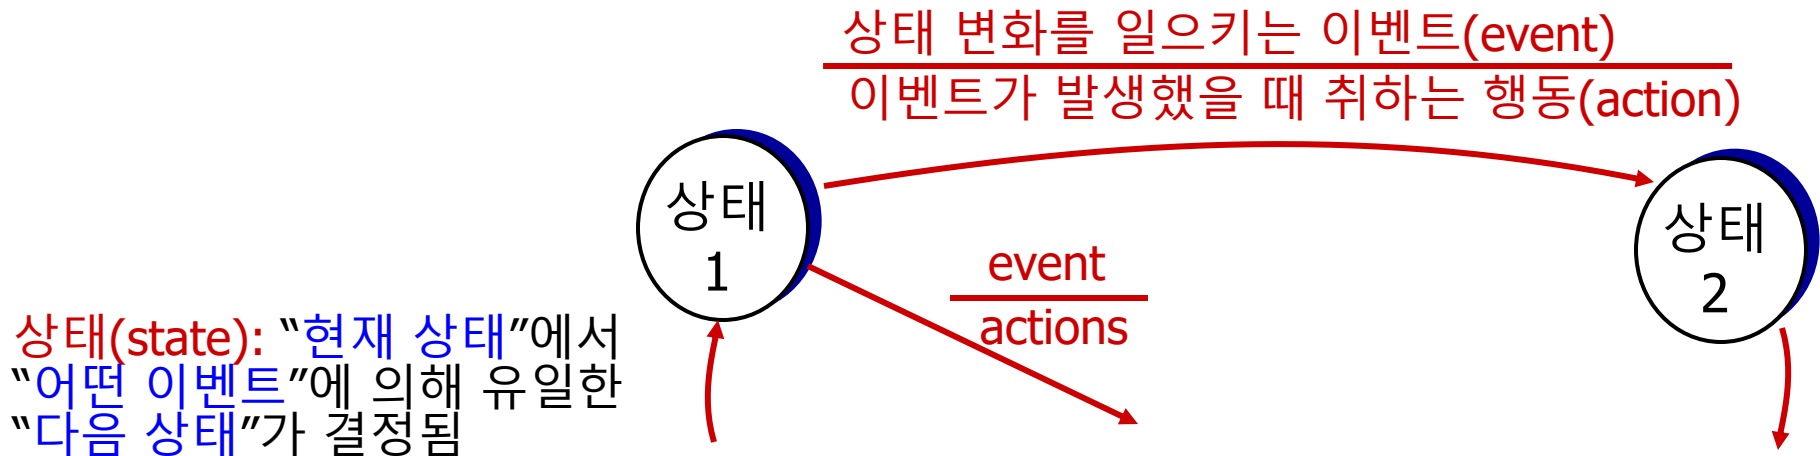 상태 변화를 일으키는 이벤트(event)
이벤트가 발생했을 때 취하는 행동(action)
상태
1
상태
2
event
actions
상태(state): “현재 상태”에서
“어떤 이벤트”에 의해 유일한
“다음 상태”가 결정됨